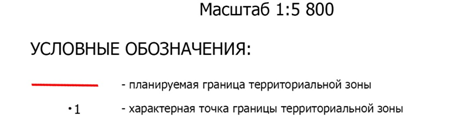 Масштаб 1:5 800
УСЛОВНЫЕ ОБОЗНАЧЕНИЯ:
- планируемая граница территориальной зоны
•1 - характерная точка границы территориальной зоны